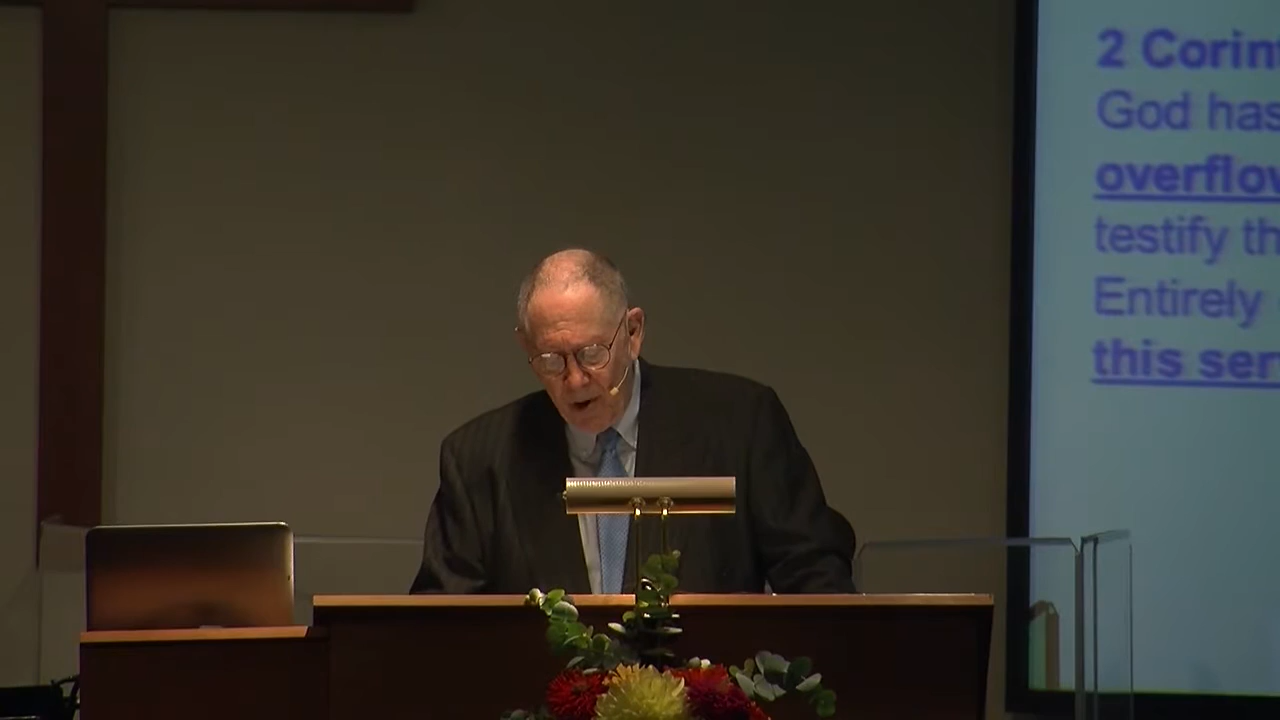 2 Corin
God has
overflow
testify th
Entirely
this ser